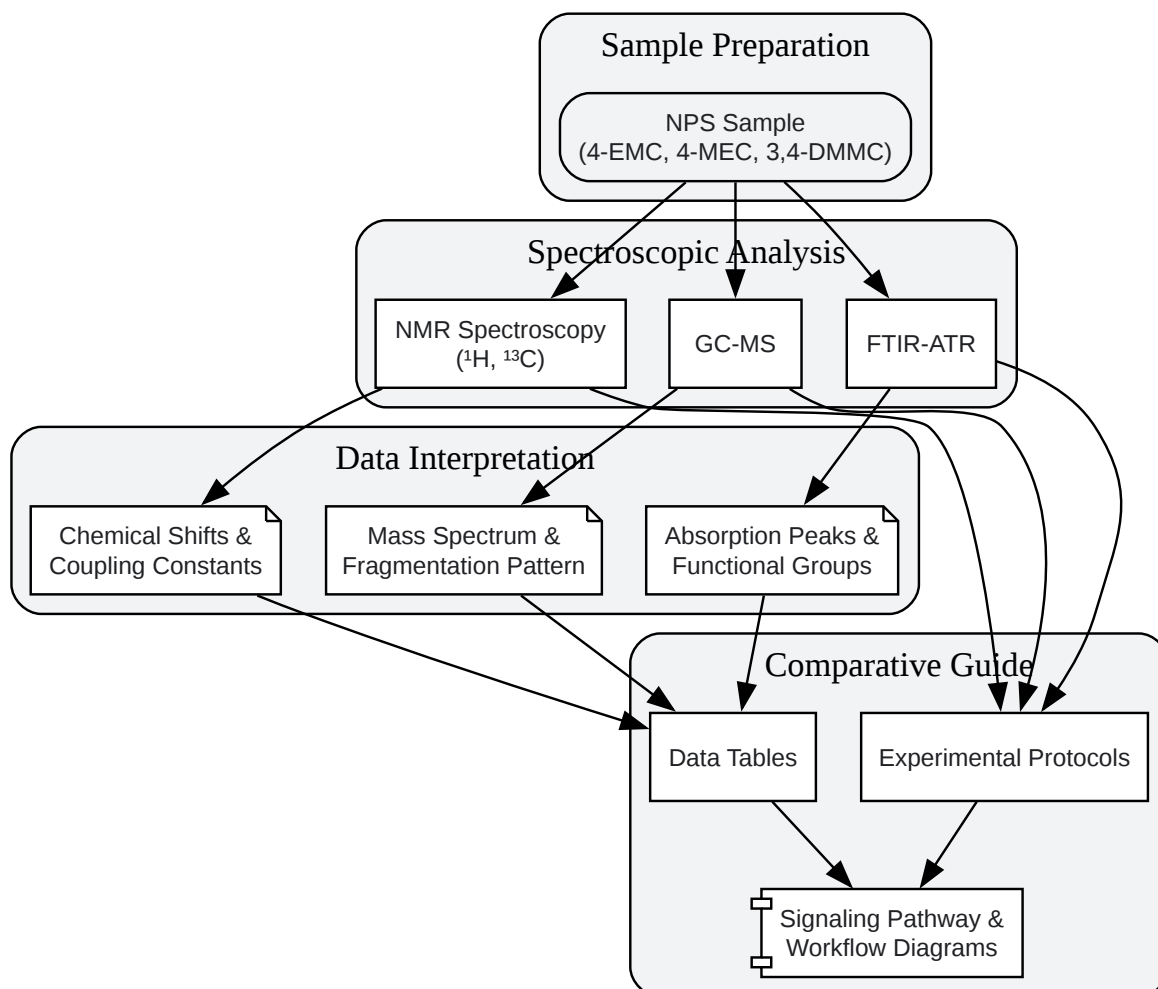 Sample Preparation
NPS Sample
(4-EMC, 4-MEC, 3,4-DMMC)
Spectroscopic Analysis
NMR Spectroscopy
(¹H, ¹³C)
GC-MS
FTIR-ATR
Data Interpretation
Chemical Shifts &
Coupling Constants
Mass Spectrum &
Fragmentation Pattern
Absorption Peaks &
Functional Groups
Comparative Guide
Data Tables
Experimental Protocols
Signaling Pathway &
Workflow Diagrams